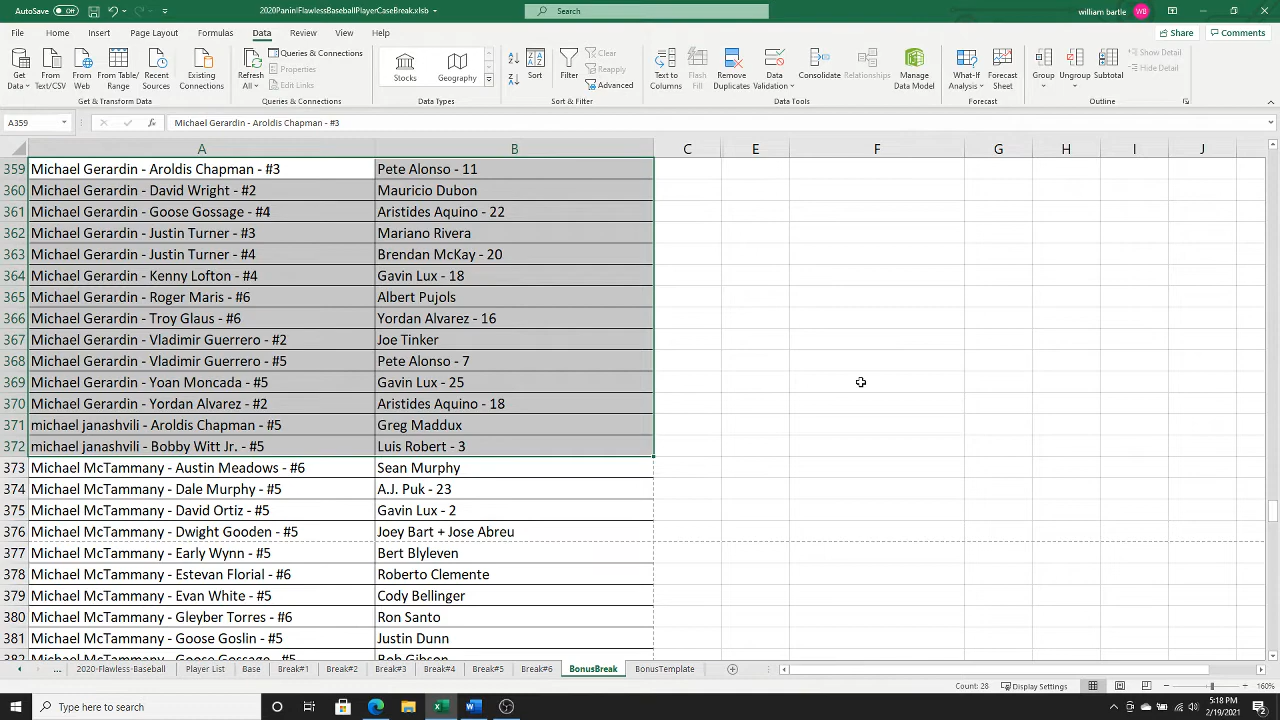 AutoSave Off 2020PaniniFlawlessBaseballPlayerCaseBreak.xlsb Search william bartle WB
File Home Insert Page Layout Formulas Data Review View Help Share Comments
Get Data From Text/CSV From Web From Table/Range Recent Sources Existing Connections
Get & Transform Data
Refresh All Queries & Connections Properties Edit Links
Queries & Connections
Stocks Geography
Data Types
Sort Filter Clear Reapply Advanced
Sort & Filter
Text to Columns Flash Fill Remove Duplicates Data Validation Consolidate Relationships Manage Data Model
Data Tools
What-If Analysis Forecast Sheet
Forecast
Group Ungroup Subtotal Show Detail Hide Detail
Outline
A359 fx Michael Gerardin - Aroldis Chapman - #3
A B C E F G H I J
359 Michael Gerardin - Aroldis Chapman - #3 Pete Alonso - 11
360 Michael Gerardin - David Wright - #2 Mauricio Dubon
361 Michael Gerardin - Goose Gossage - #4 Aristides Aquino - 22
362 Michael Gerardin - Justin Turner - #3 Mariano Rivera
363 Michael Gerardin - Justin Turner - #4 Brendan McKay - 20
364 Michael Gerardin - Kenny Lofton - #4 Gavin Lux - 18
365 Michael Gerardin - Roger Maris - #6 Albert Pujols
366 Michael Gerardin - Troy Glaus - #6 Yordan Alvarez - 16
367 Michael Gerardin - Vladimir Guerrero - #2 Joe Tinker
368 Michael Gerardin - Vladimir Guerrero - #5 Pete Alonso - 7
369 Michael Gerardin - Yoan Moncada - #5 Gavin Lux - 25
370 Michael Gerardin - Yordan Alvarez - #2 Aristides Aquino - 18
371 michael janashvili - Aroldis Chapman - #5 Greg Maddux
372 michael janashvili - Bobby Witt Jr. - #5 Luis Robert - 3
373 Michael McTammany - Austin Meadows - #6 Sean Murphy
374 Michael McTammany - Dale Murphy - #5 A.J. Puk - 23
375 Michael McTammany - David Ortiz - #5 Gavin Lux - 2
376 Michael McTammany - Dwight Gooden - #5 Joey Bart + Jose Abreu
377 Michael McTammany - Early Wynn - #5 Bert Blyleven
378 Michael McTammany - Estevan Florial - #6 Roberto Clemente
379 Michael McTammany - Evan White - #5 Cody Bellinger
380 Michael McTammany - Gleyber Torres - #6 Ron Santo
381 Michael McTammany - Goose Goslin - #5 Justin Dunn
382 Michael McTammany - Goose Gossage - #6 Bob Gibson
... 2020-Flawless-Baseball Player List Base Break#1 Break#2 Break#3 Break#4 Break#5 Break#6 BonusBreak BonusTemplate
Count: 28 Display Settings 160%
Type here to search 5:18 PM
2/19/2021 2